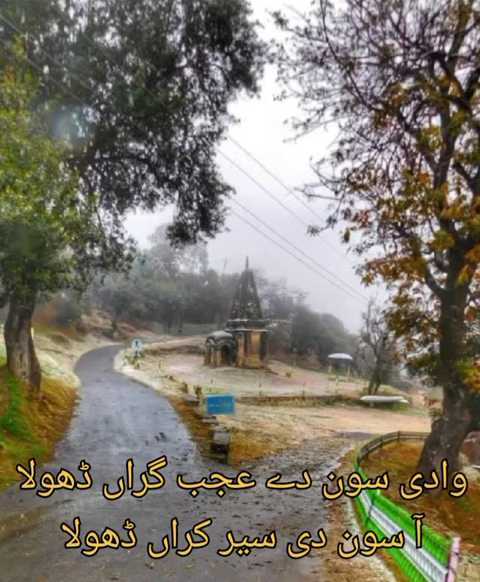 وادی سون دے عجب گراں ڈھولا
آ سون دی سیر کراں ڈھولا